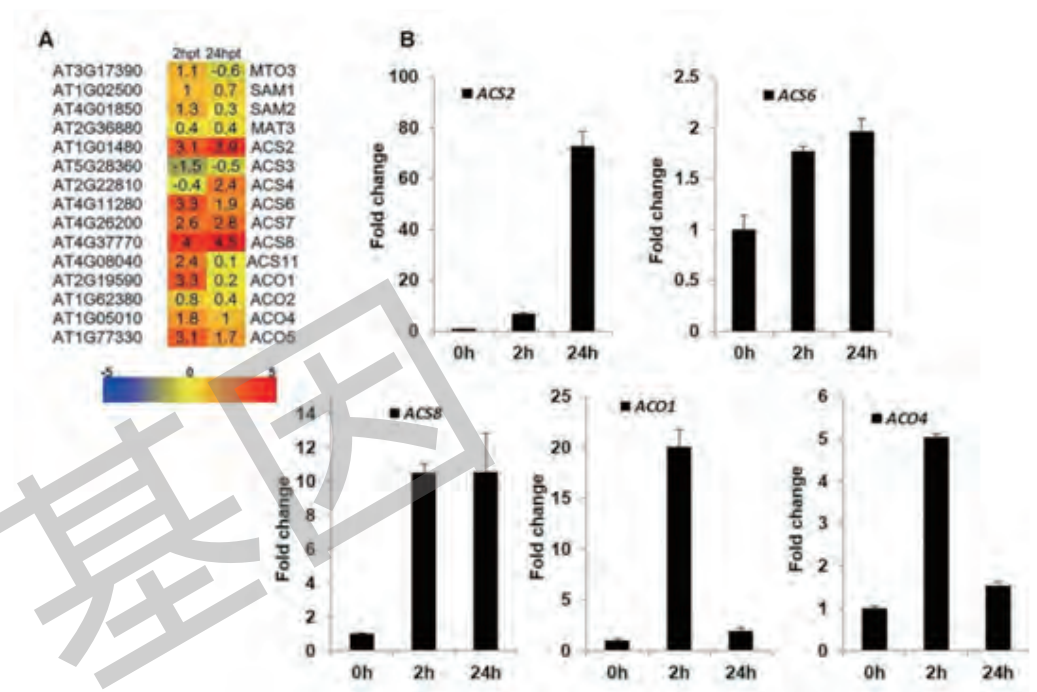 A
2hpt 24hpt
AT3G17390 1.1 -0.6 MTO3
AT1G02500 1 0.7 SAM1
AT4G01850 1.3 0.3 SAM2
AT2G36880 0.4 0.4 MAT3
AT1G01480 3.1 3.9 ACS2
AT5G28360 -1.5 -0.5 ACS3
AT2G22810 -0.4 2.4 ACS4
AT4G11280 3.3 1.9 ACS6
AT4G26200 2.6 2.8 ACS7
AT4G37770 4 4.5 ACS8
AT4G08040 2.4 0.1 ACS11
AT2G19590 3.3 0.2 ACO1
AT1G62380 0.8 0.4 ACO2
AT1G05010 1.8 1 ACO4
AT1G77330 3.1 1.7 ACO5
-5 0 5
B
Fold change
100
80
60
40
20
0
ACS2
0h 2h 24h
Fold change
2.5
2
1.5
1
0.5
0
ACS6
0h 2h 24h
Fold change
14
12
10
8
6
4
2
0
ACS8
0h 2h 24h
Fold change
25
20
15
10
5
0
ACO1
0h 2h 24h
Fold change
6
5
4
3
2
1
0
ACO4
0h 2h 24h
基因